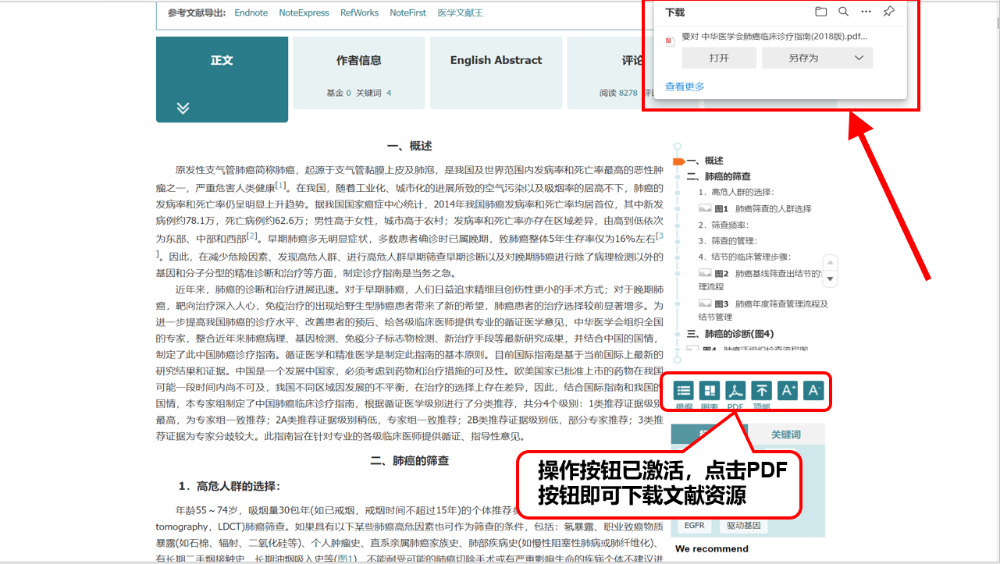 参考文献导出: Endnote NoteExpress RefWorks NoteFirst 医学文献王
下载
要对 中华医学会肺癌临床诊疗指南(2018版).pdf...
打开 另存为
查看更多
正文
作者信息
基金 0 关键词 4
English Abstract
评论
阅读 8278
一、概述
原发性支气管肺癌简称肺癌，起源于支气管黏膜上皮及肺泡，是我国及世界范围内发病率和死亡率最高的恶性肿
瘤之一，严重危害人类健康[1]。在我国，随着工业化、城市化的进展所致的空气污染以及吸烟率的居高不下，肺癌的
发病率和死亡率仍呈明显上升趋势。据我国国家癌症中心统计，2014年我国肺癌发病率和死亡率均居首位，其中新发
病例约78.1万，死亡病例约62.6万；男性高于女性，城市高于农村；发病率和死亡率亦存在区域差异，由高到低依次
为东部、中部和西部[2]。早期肺癌多无明显症状，多数患者确诊时已属晚期，致肺癌整体5年生存率仅为16%左右[3
]。因此，在减少危险因素、发现高危人群、进行高危人群早期筛查早期诊断以及对晚期肺癌进行除了病理检测以外的
基因和分子分型的精准诊断和治疗等方面，制定诊疗指南是当务之急。
近年来，肺癌的诊断和治疗进展迅速。对于早期肺癌，人们日益追求精细且创伤性更小的手术方式；对于晚期肺
癌，靶向治疗深入人心，免疫治疗的出现给野生型肺癌患者带来了新的希望，肺癌患者的治疗选择较前显著增多。为
进一步提高我国肺癌的诊疗水平、改善患者的预后、给各级临床医师提供专业的循证医学意见，中华医学会组织全国
的专家，整合近年来肺癌病理、基因检测、免疫分子标志物检测、新治疗手段等最新研究成果，并结合中国的国情，
制定了此中国肺癌诊疗指南。循证医学和精准医学是制定此指南的基本原则。目前国际指南是基于当前国际上最新的
研究结果和证据。中国是一个发展中国家，必须考虑到药物和治疗措施的可及性。欧美国家已批准上市的药物在我国
可能一段时间内尚不可及，我国不同区域因发展的不平衡，在治疗的选择上存在差异，因此，结合国际指南和我国的
国情，本专家组制定了中国肺癌临床诊疗指南，根据循证医学级别进行了分类推荐，共分4个级别：1类推荐证据级别
最高，为专家组一致推荐；2A类推荐证据级别稍低，专家组一致推荐；2B类推荐证据级别低，部分专家推荐；3类推
荐证据为专家分歧较大。此指南旨在针对专业的各级临床医师提供循证、指导性意见。
二、肺癌的筛查
1．高危人群的选择：
年龄55～74岁，吸烟量30包年(如已戒烟，戒烟时间不超过15年)的个体推荐
tomography，LDCT)肺癌筛查。如果具有以下某些肺癌高危因素也可作为筛查的条件，包括：氡暴露、职业致癌物质
暴露(如石棉、辐射、二氧化硅等)、个人肿瘤史、直系亲属肺癌家族史、肺部疾病史(如慢性阻塞性肺病或肺纤维化)、
有长期二手烟接触史、长期油烟吸入史等(图1)。不能耐受可能的肺癌切除手术或有严重影响生命的疾病个体不建议进
一、概述
二、肺癌的筛查
1．高危人群的选择：
图1 肺癌筛查的人群选择
2．筛查频率：
3．筛查的管理：
4．结节的临床管理步骤：
图2 肺癌基线筛查出结节的
理流程
图3 肺癌年度筛查管理流程及
结节管理
三、肺癌的诊断(图4)
图4 肺癌活组织检查流程图
提纲 图表 PDF 顶部
A+ A-
关键词
操作按钮已激活，点击PDF
按钮即可下载文献资源
EGFR 驱动基因
We recommend